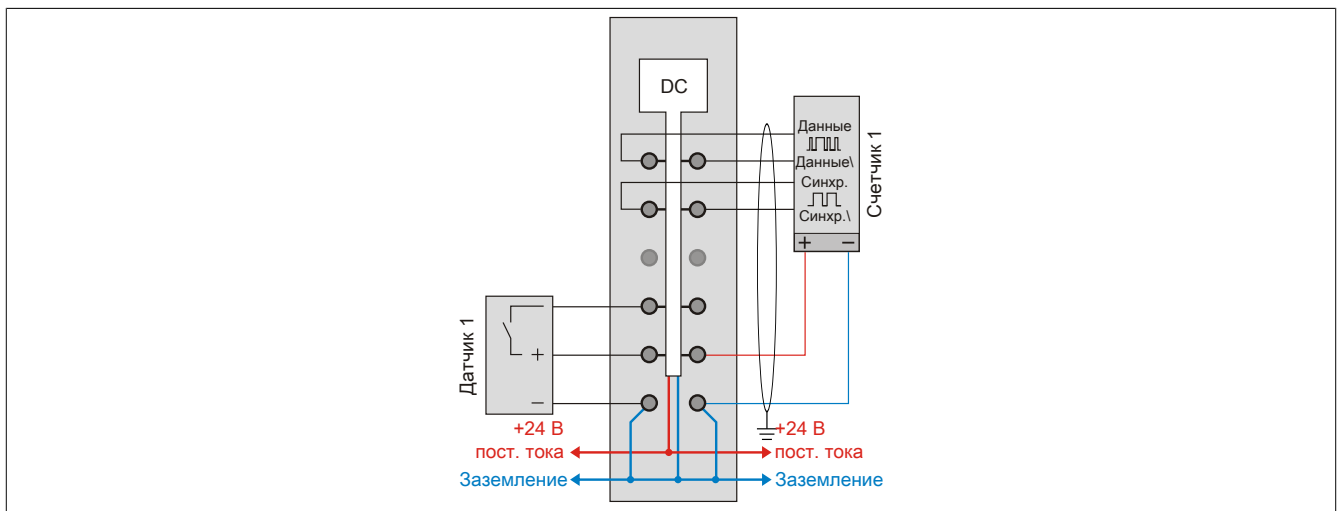 DC
Данные
Данные\
Синхр.
Синхр.\
Счетчик 1
+ −
Датчик 1
+
−
+24 В
пост. тока
Заземление
+24 В
пост. тока
Заземление